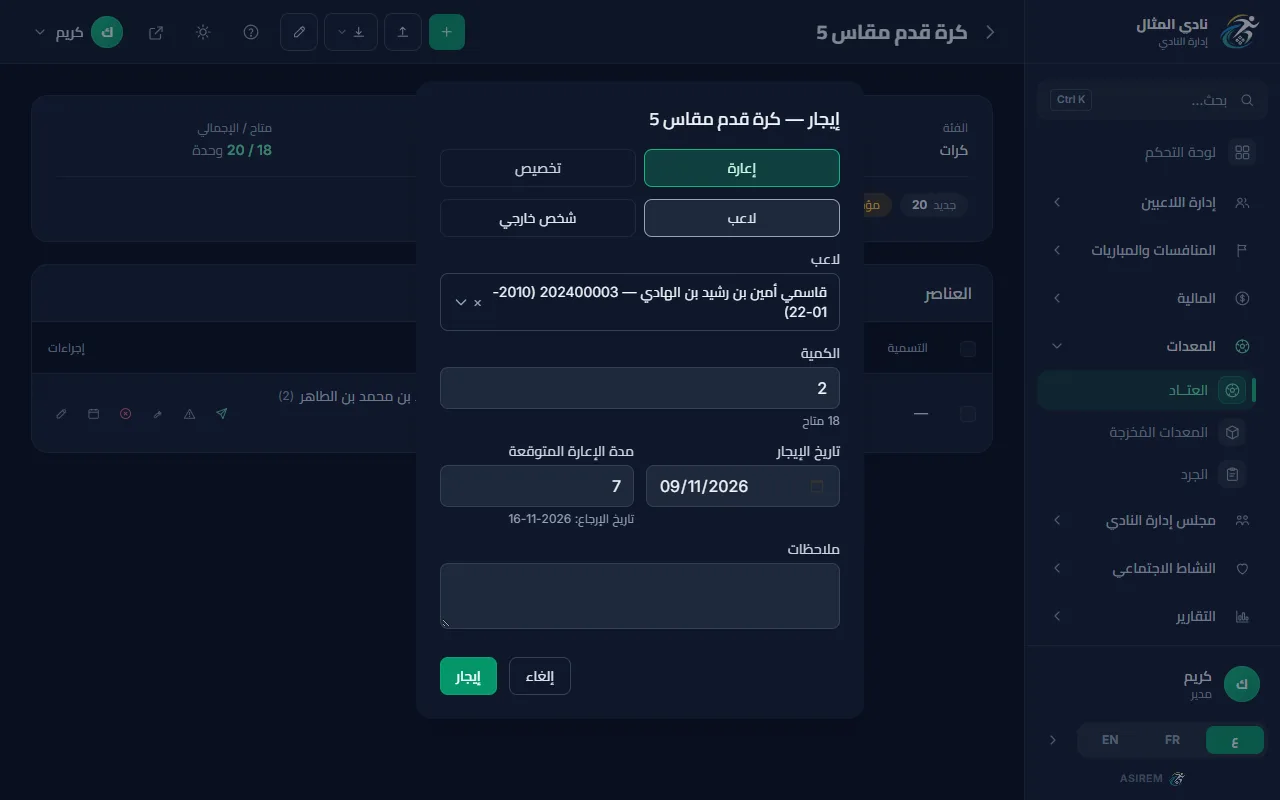 نادي المثال
إدارة النادي
بحث...
Ctrl K
لوحة التحكم
إدارة اللاعبين
المنافسات والمباريات
المالية
المعدات
العتــاد
المعدات المُخرَجة
الجرد
مجلس إدارة النادي
النشاط الاجتماعي
التقارير
كريم
مدير
ك
ع
FR
EN
ASIREM
كرة قدم مقاس 5
ك
كريم
الفئة
كرات
متاح / الإجمالي
18 / 20 وحدة
جديد 20
العناصر
التسمية
إجراءات
—
بن محمد بن الطاهر (2)
إيجار — كرة قدم مقاس 5
إعارة
تخصيص
لاعب
شخص خارجي
لاعب
قاسمي أمين بن رشيد بن الهادي — 202400003 (2010-
01-22)
الكمية
2
18 متاح
تاريخ الإيجار
مدة الإعارة المتوقعة
09/11/2026
7
تاريخ الإرجاع: 2026-11-16
ملاحظات
إلغاء
إيجار